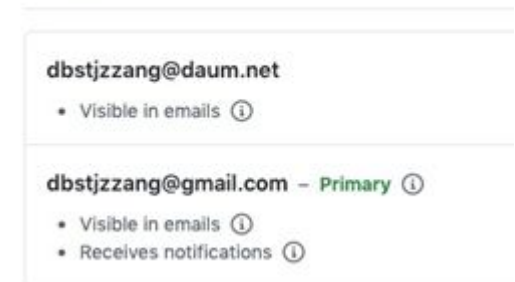 dbstjzzang@daum.net
• Visible in emails
dbstjzzang@gmail.com – Primary
• Visible in emails
• Receives notifications